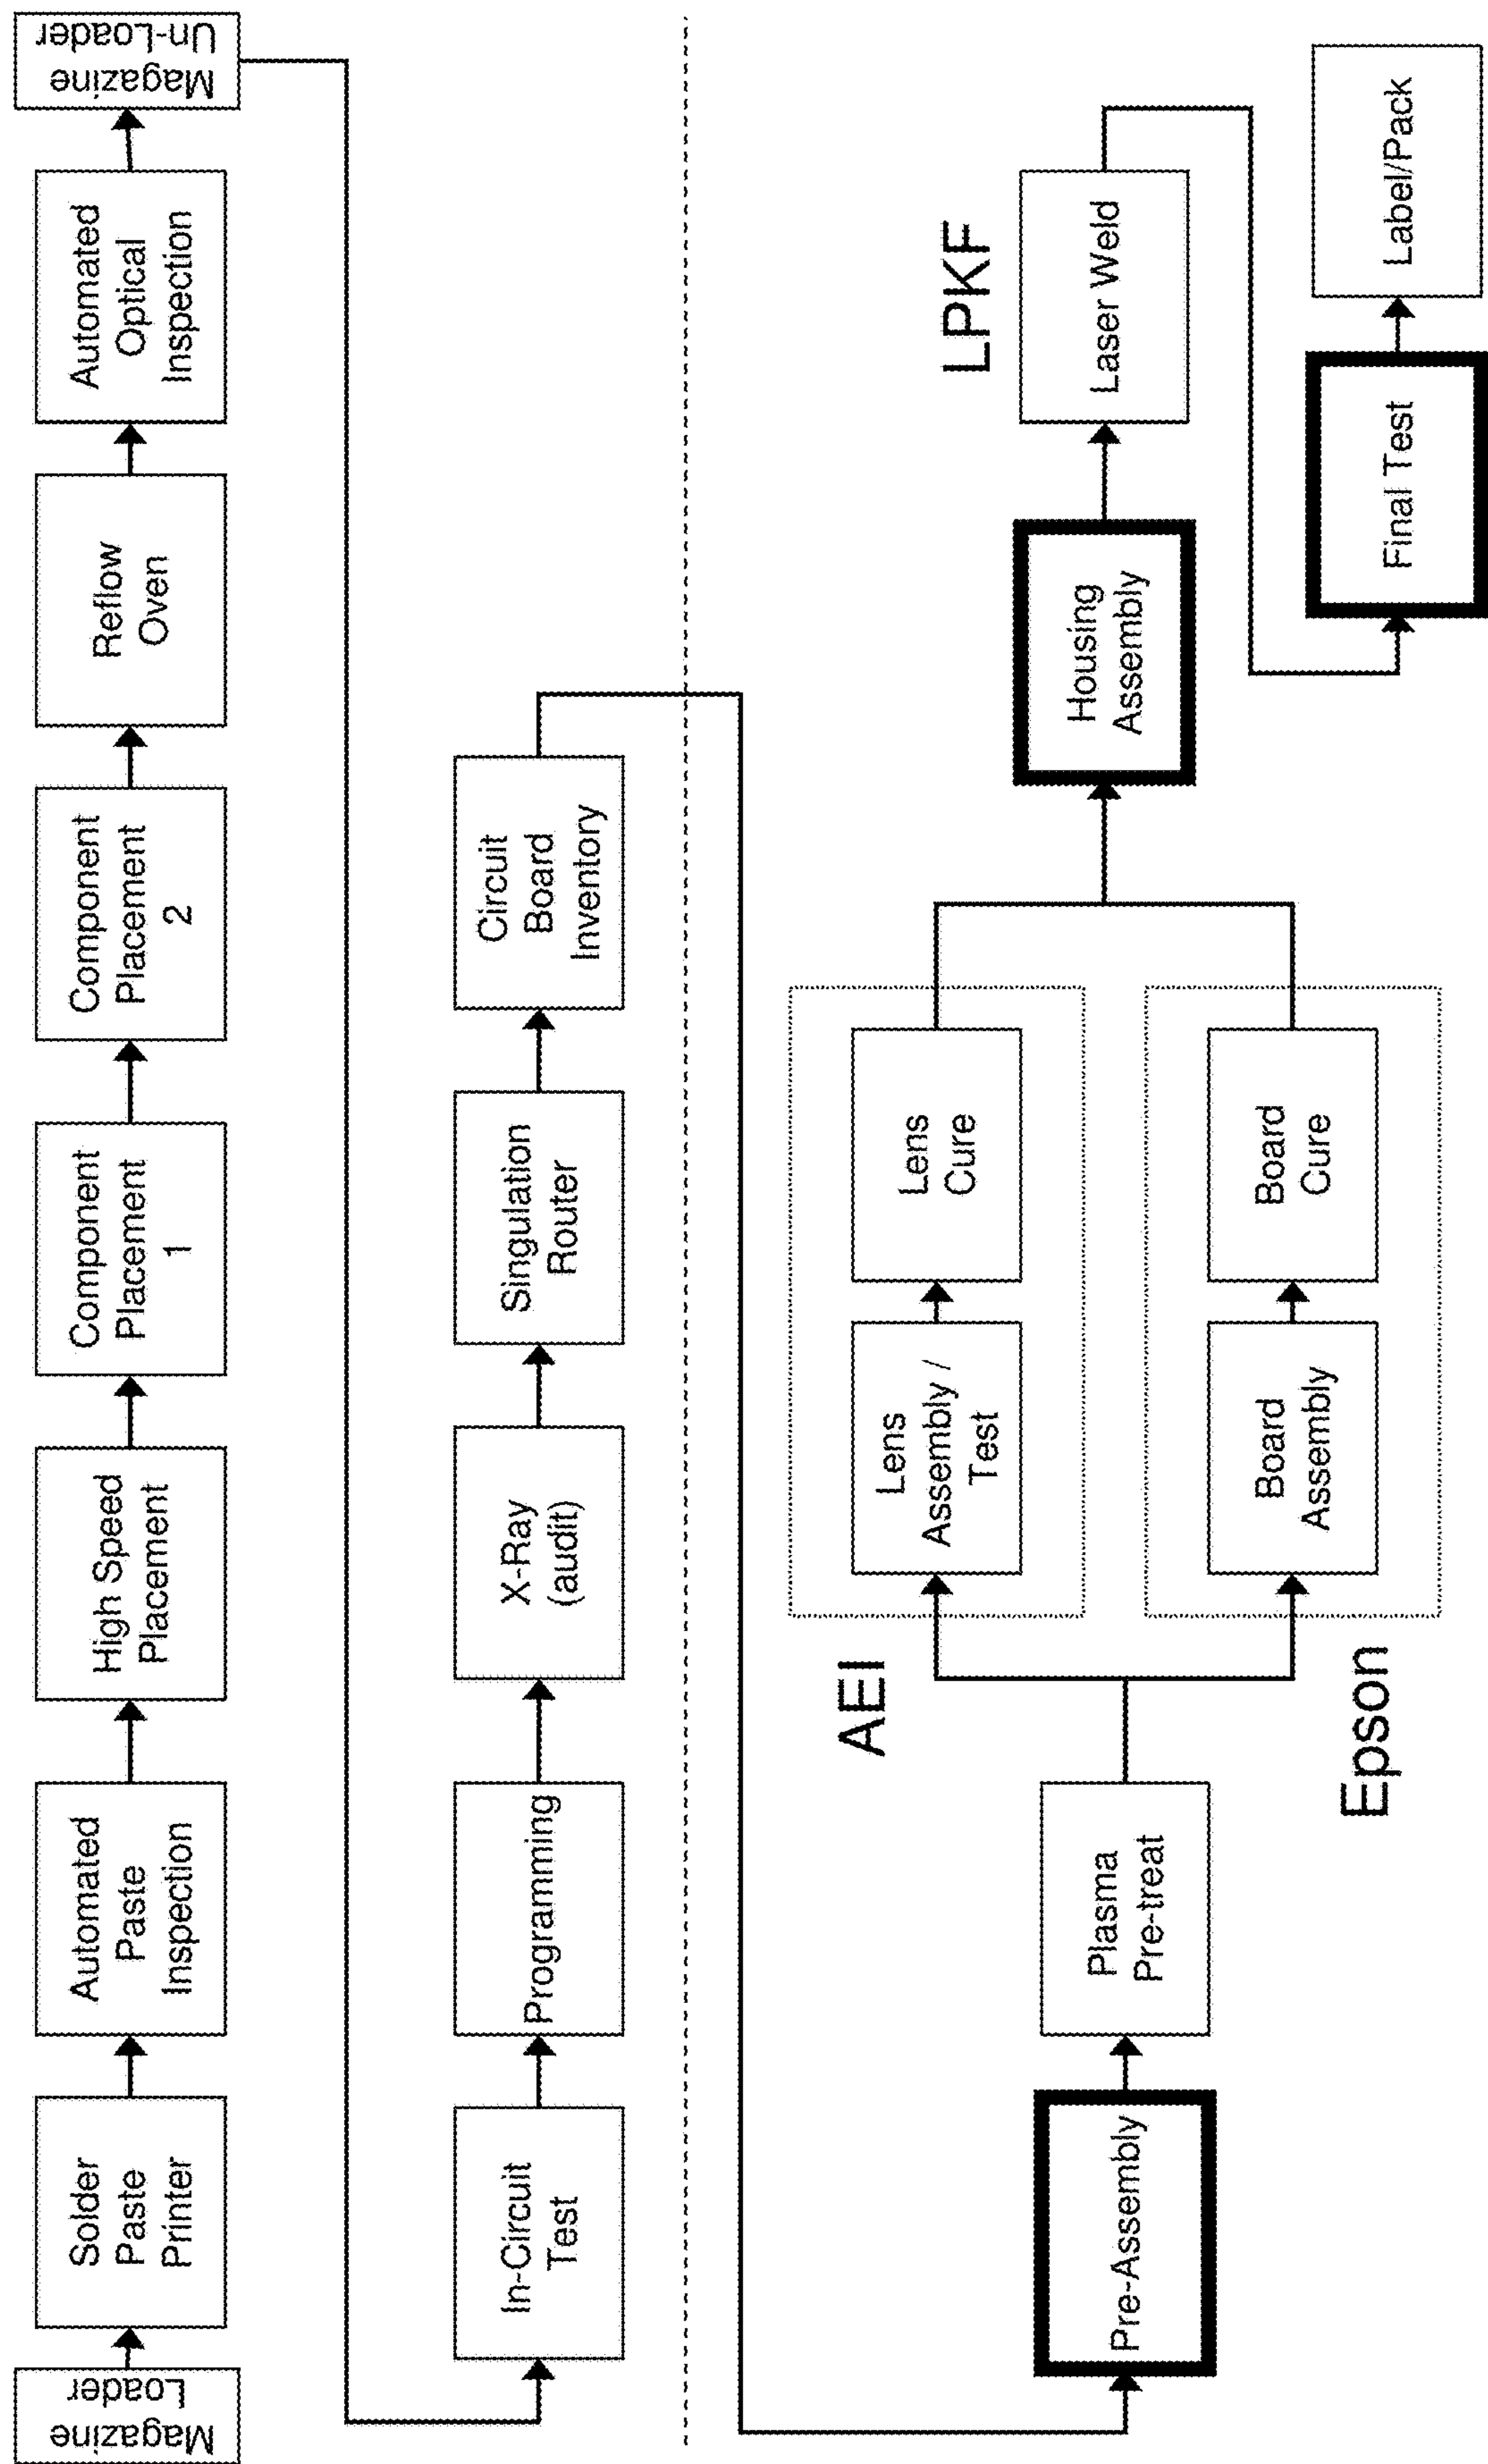 Magazine
Loader
Solder
Paste
Printer
Automated
Paste
Inspection
High Speed
Placement
Component
Placement
1
Component
Placement
2
Reflow
Oven
Automated
Optical
Inspection
Magazine
Un-Loader
In-Circuit
Test
Programming
X-Ray
(audit)
Singulation
Router
Circuit
Board
Inventory
Pre-Assembly
Plasma
Pre-treat
AEI
Lens
Assembly /
Test
Lens
Cure
Epson
Board
Assembly
Board
Cure
Housing
Assembly
LPKF
Laser Weld
Final Test
Label/Pack